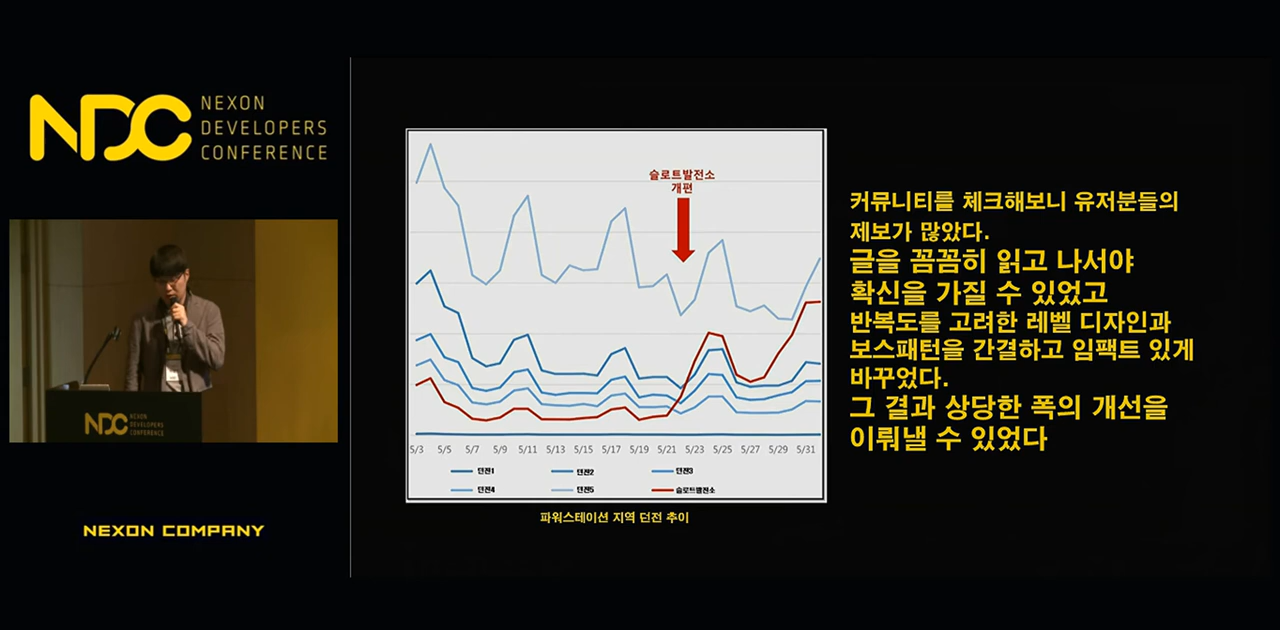 NDC
NEXON
DEVELOPERS
CONFERENCE
NDC
NEXON
DEVELOPERS
CONFERENCE
NEXON COMPANY
슬로트발전소
개편
5/3 5/5 5/7 5/9 5/11 5/13 5/15 5/17 5/19 5/21 5/23 5/25 5/27 5/29 5/31
던전1 던전2 던전3
던전4 던전5 슬로트발전소
파워스테이션 지역 던전 추이
커뮤니티를 체크해보니 유저분들의
제보가 많았다.
글을 꼼꼼히 읽고 나서야
확신을 가질 수 있었고
반복도를 고려한 레벨 디자인과
보스패턴을 간결하고 임팩트 있게
바꾸었다.
그 결과 상당한 폭의 개선을
이뤄낼 수 있었다